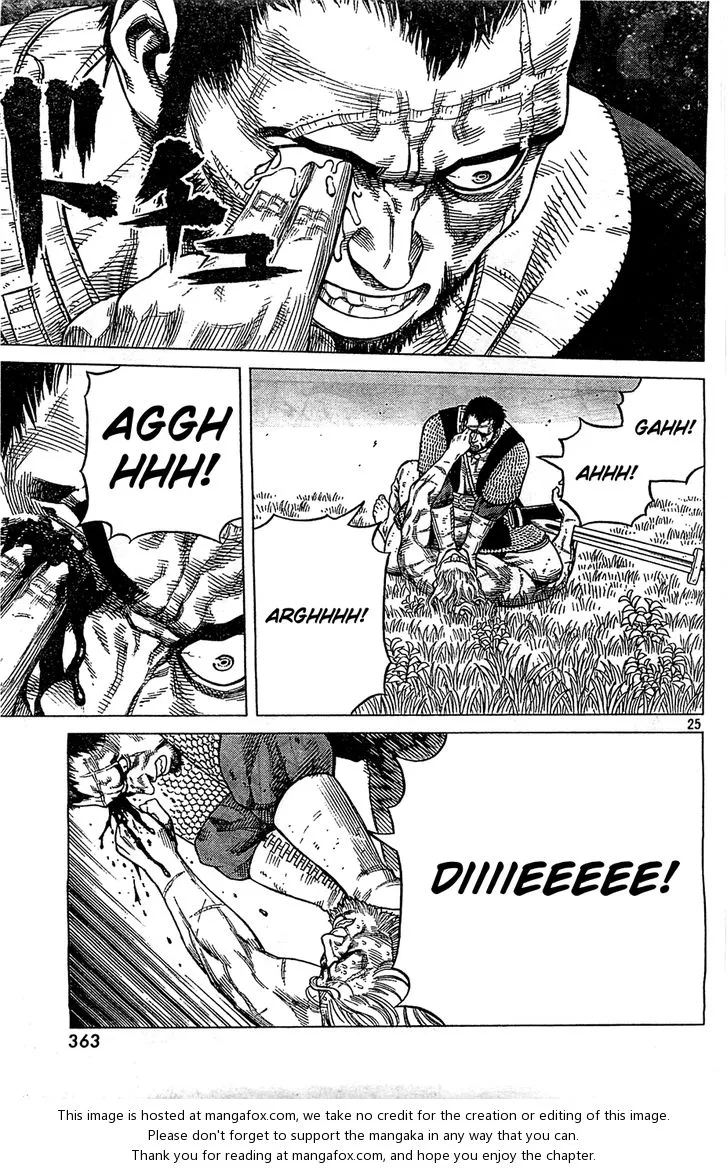 ドチュ
AGGH
HHH!
GAHH!
AHHH!
ARGHHHH!
25
DIIIIEEEEE!
363
This image is hosted at mangafox.com, we take no credit for the creation or editing of this image.
Please don't forget to support the mangaka in any way that you can.
Thank you for reading at mangafox.com, and hope you enjoy the chapter.